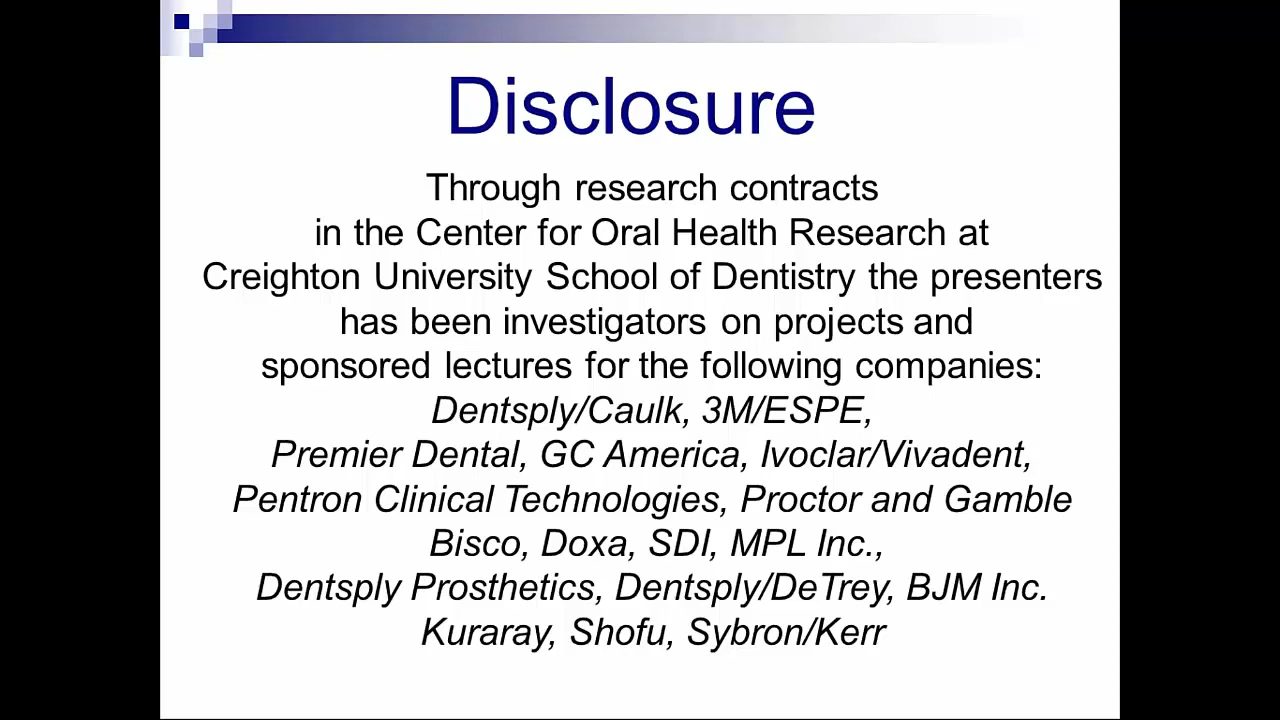 Disclosure
Through research contracts
in the Center for Oral Health Research at
Creighton University School of Dentistry the presenters
has been investigators on projects and
sponsored lectures for the following companies:
Dentsply/Caulk, 3M/ESPE,
Premier Dental, GC America, Ivoclar/Vivadent,
Pentron Clinical Technologies, Proctor and Gamble
Bisco, Doxa, SDI, MPL Inc.,
Dentsply Prosthetics, Dentsply/DeTrey, BJM Inc.
Kuraray, Shofu, Sybron/Kerr